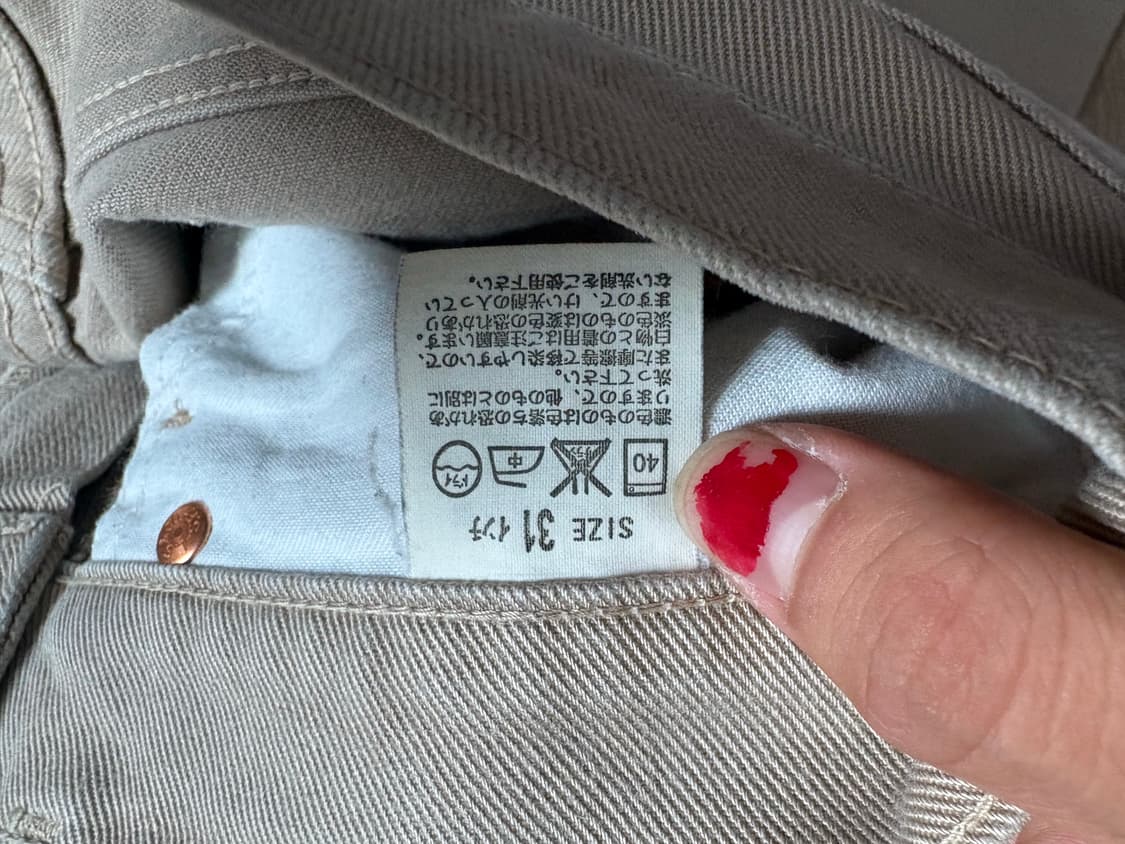 SIZE 31 インチ
40 中 ドライ
濃色のものは色落ちの恐れがあ
りますので、他のものとは別に
洗って下さい。
また摩擦等で移染しやすいので、
白物との着用はご注意願います。
淡色のものは変色の恐れがあり
ますので、けい光剤の入ってい
ない洗剤をご使用下さい。